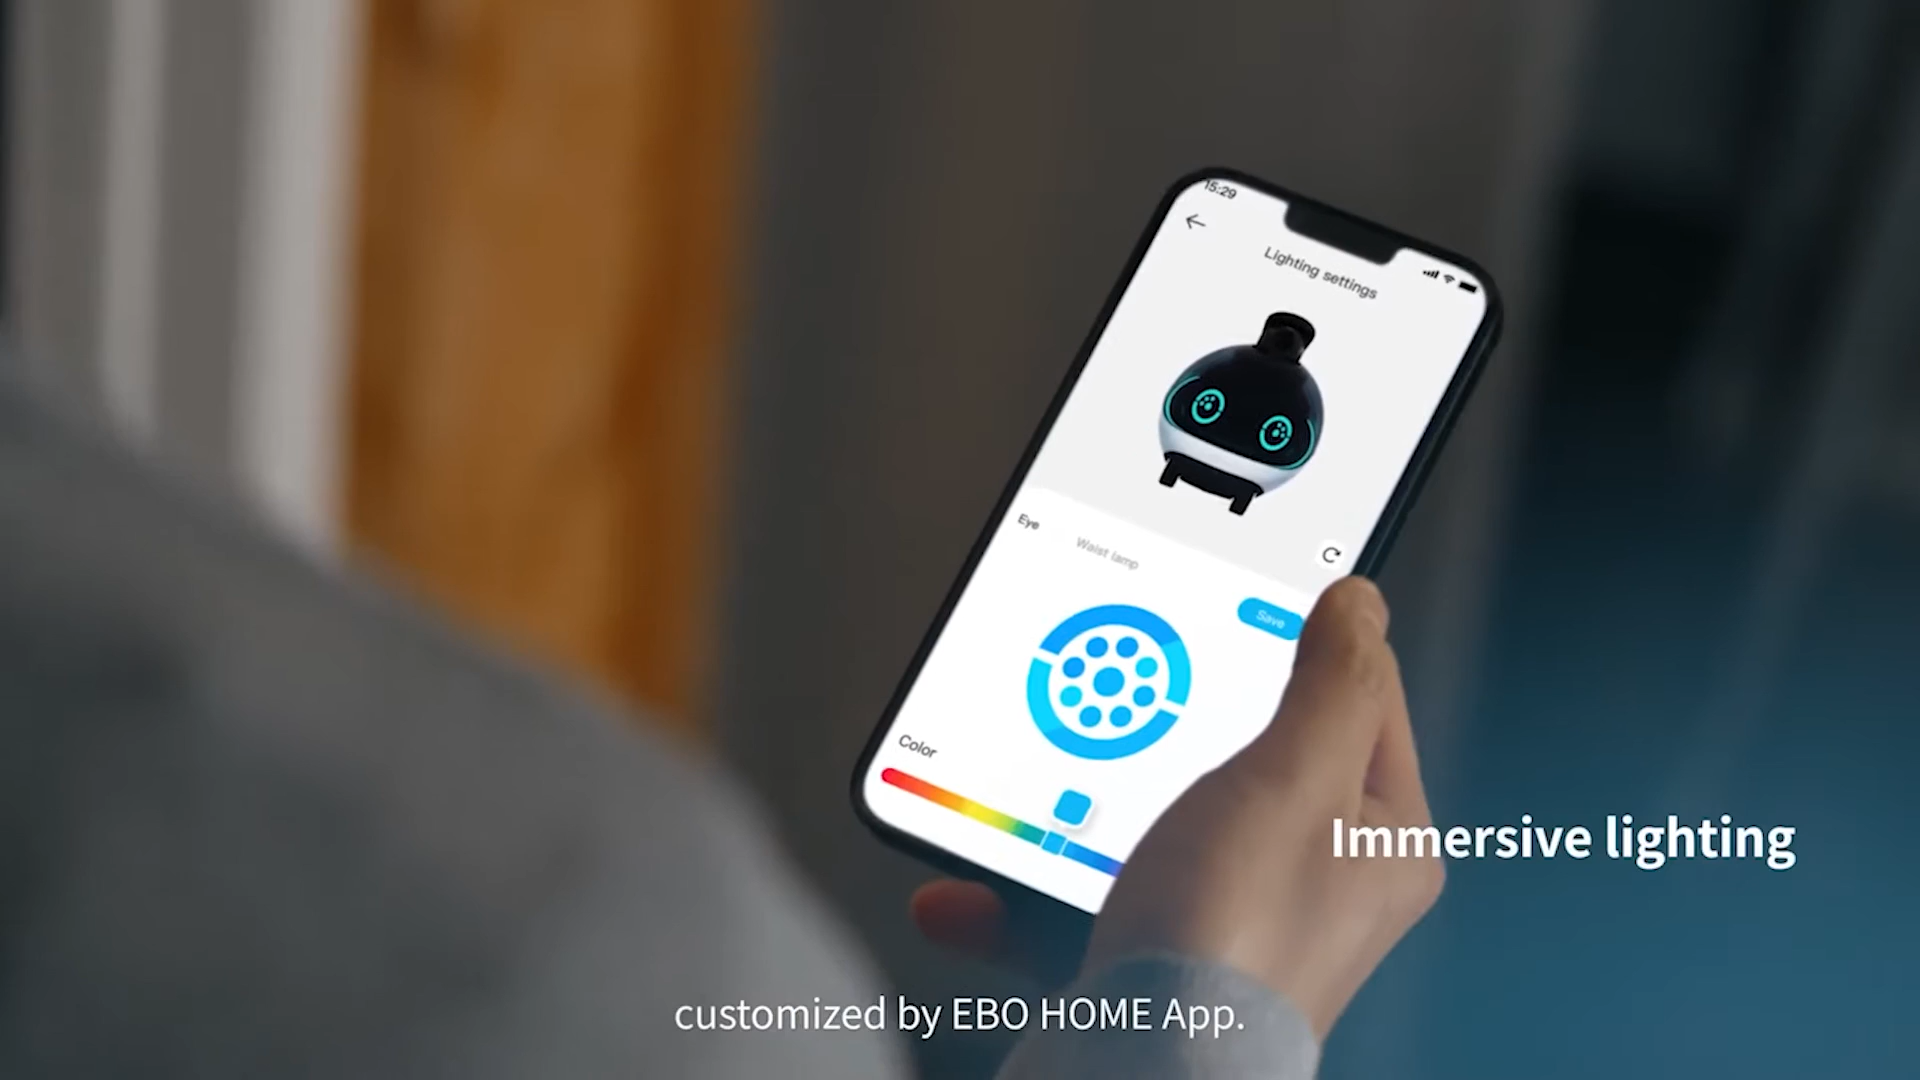 15:29
Lighting settings
Eye
Waist lamp
Save
Color
Immersive lighting
customized by EBO HOME App.